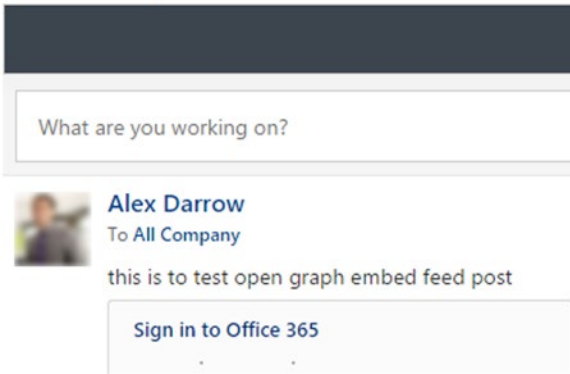 What are you working on?
Alex Darrow
To All Company
this is to test open graph embed feed post
Sign in to Office 365